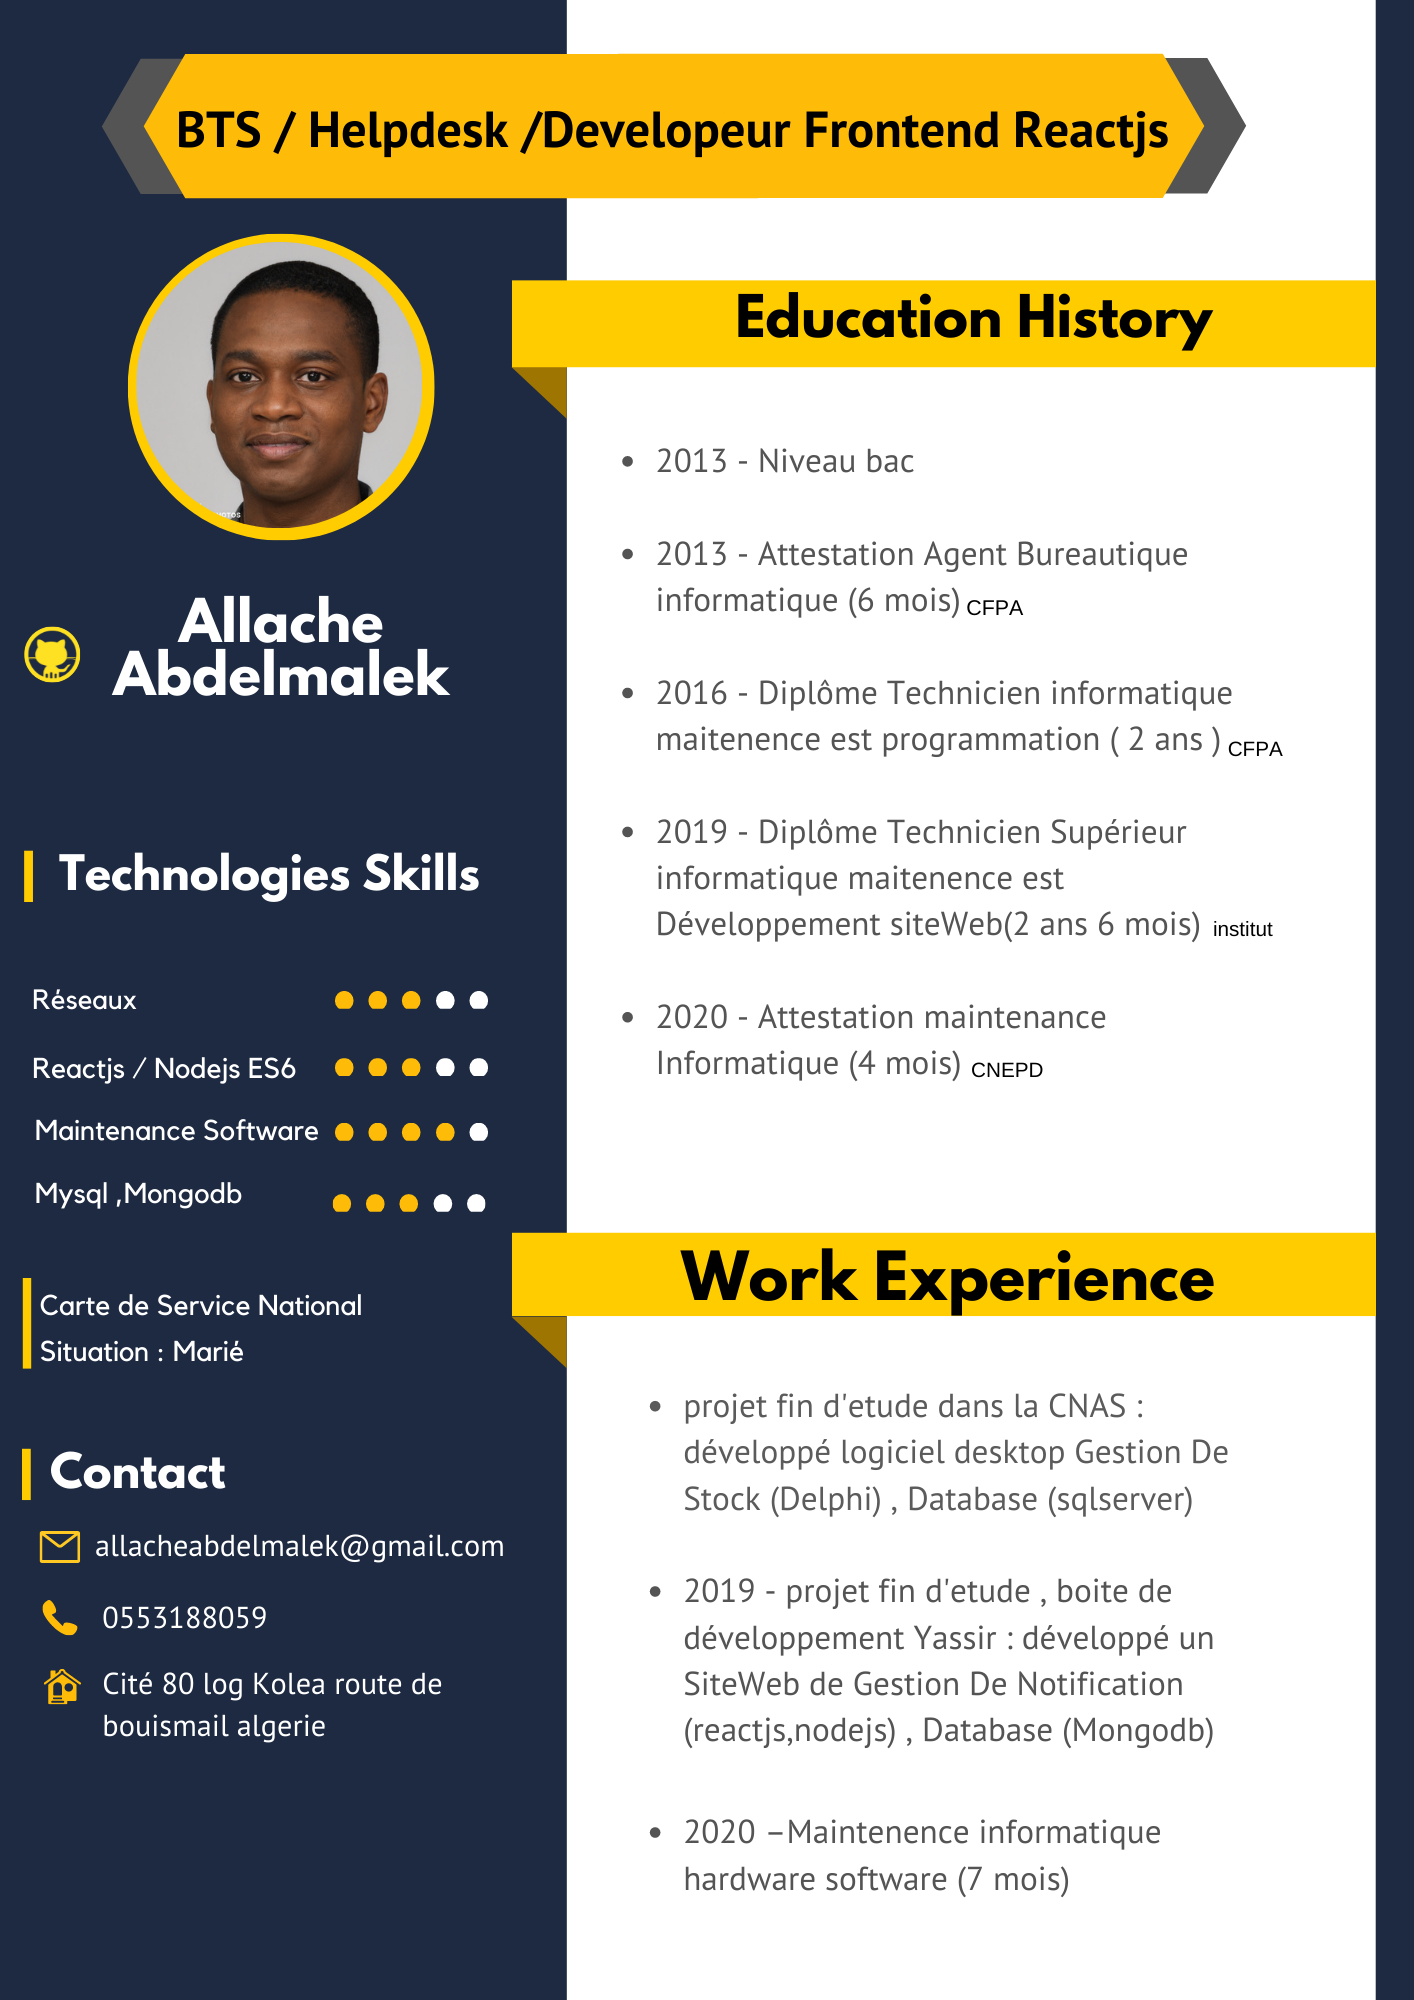 BTS / Helpdesk /Developeur Frontend Reactjs
Allache
Abdelmalek
Technologies Skills
Réseaux
Reactjs / Nodejs ES6
Maintenance Software
Mysql ,Mongodb
Carte de Service National
Situation : Marié
Contact
allacheabdelmalek@gmail.com
0553188059
Cité 80 log Kolea route de
bouismail algerie
Education History
2013 - Niveau bac
2013 - Attestation Agent Bureautique
informatique (6 mois) CFPA
2016 - Diplôme Technicien informatique
maitenence est programmation ( 2 ans ) CFPA
2019 - Diplôme Technicien Supérieur
informatique maitenence est
Développement siteWeb(2 ans 6 mois) institut
2020 - Attestation maintenance
Informatique (4 mois) CNEPD
Work Experience
projet fin d'etude dans la CNAS :
développé logiciel desktop Gestion De
Stock (Delphi) , Database (sqlserver)
2019 - projet fin d'etude , boite de
développement Yassir : développé un
SiteWeb de Gestion De Notification
(reactjs,nodejs) , Database (Mongodb)
2020 –Maintenence informatique
hardware software (7 mois)